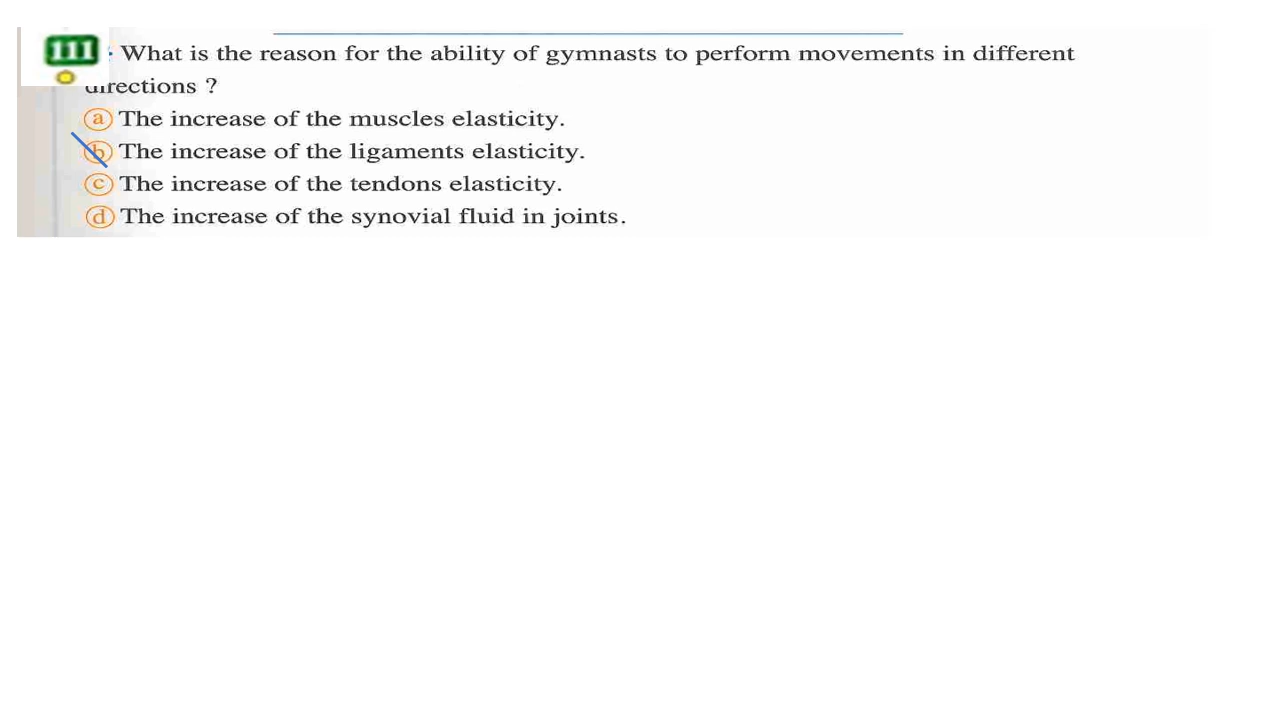 111
What is the reason for the ability of gymnasts to perform movements in different
directions ?
a The increase of the muscles elasticity.
b The increase of the ligaments elasticity.
c The increase of the tendons elasticity.
d The increase of the synovial fluid in joints.